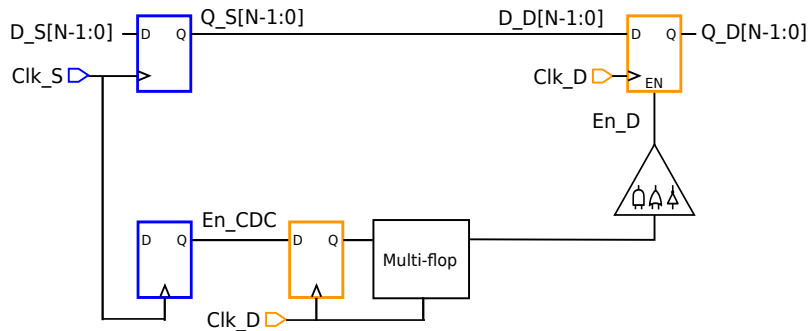 D_S[N-1:0] D Q Q_S[N-1:0] D_D[N-1:0] D Q Q_D[N-1:0]
Clk_S Clk_D EN
En_D
D Q En_CDC D Q
Multi-flop
Clk_D